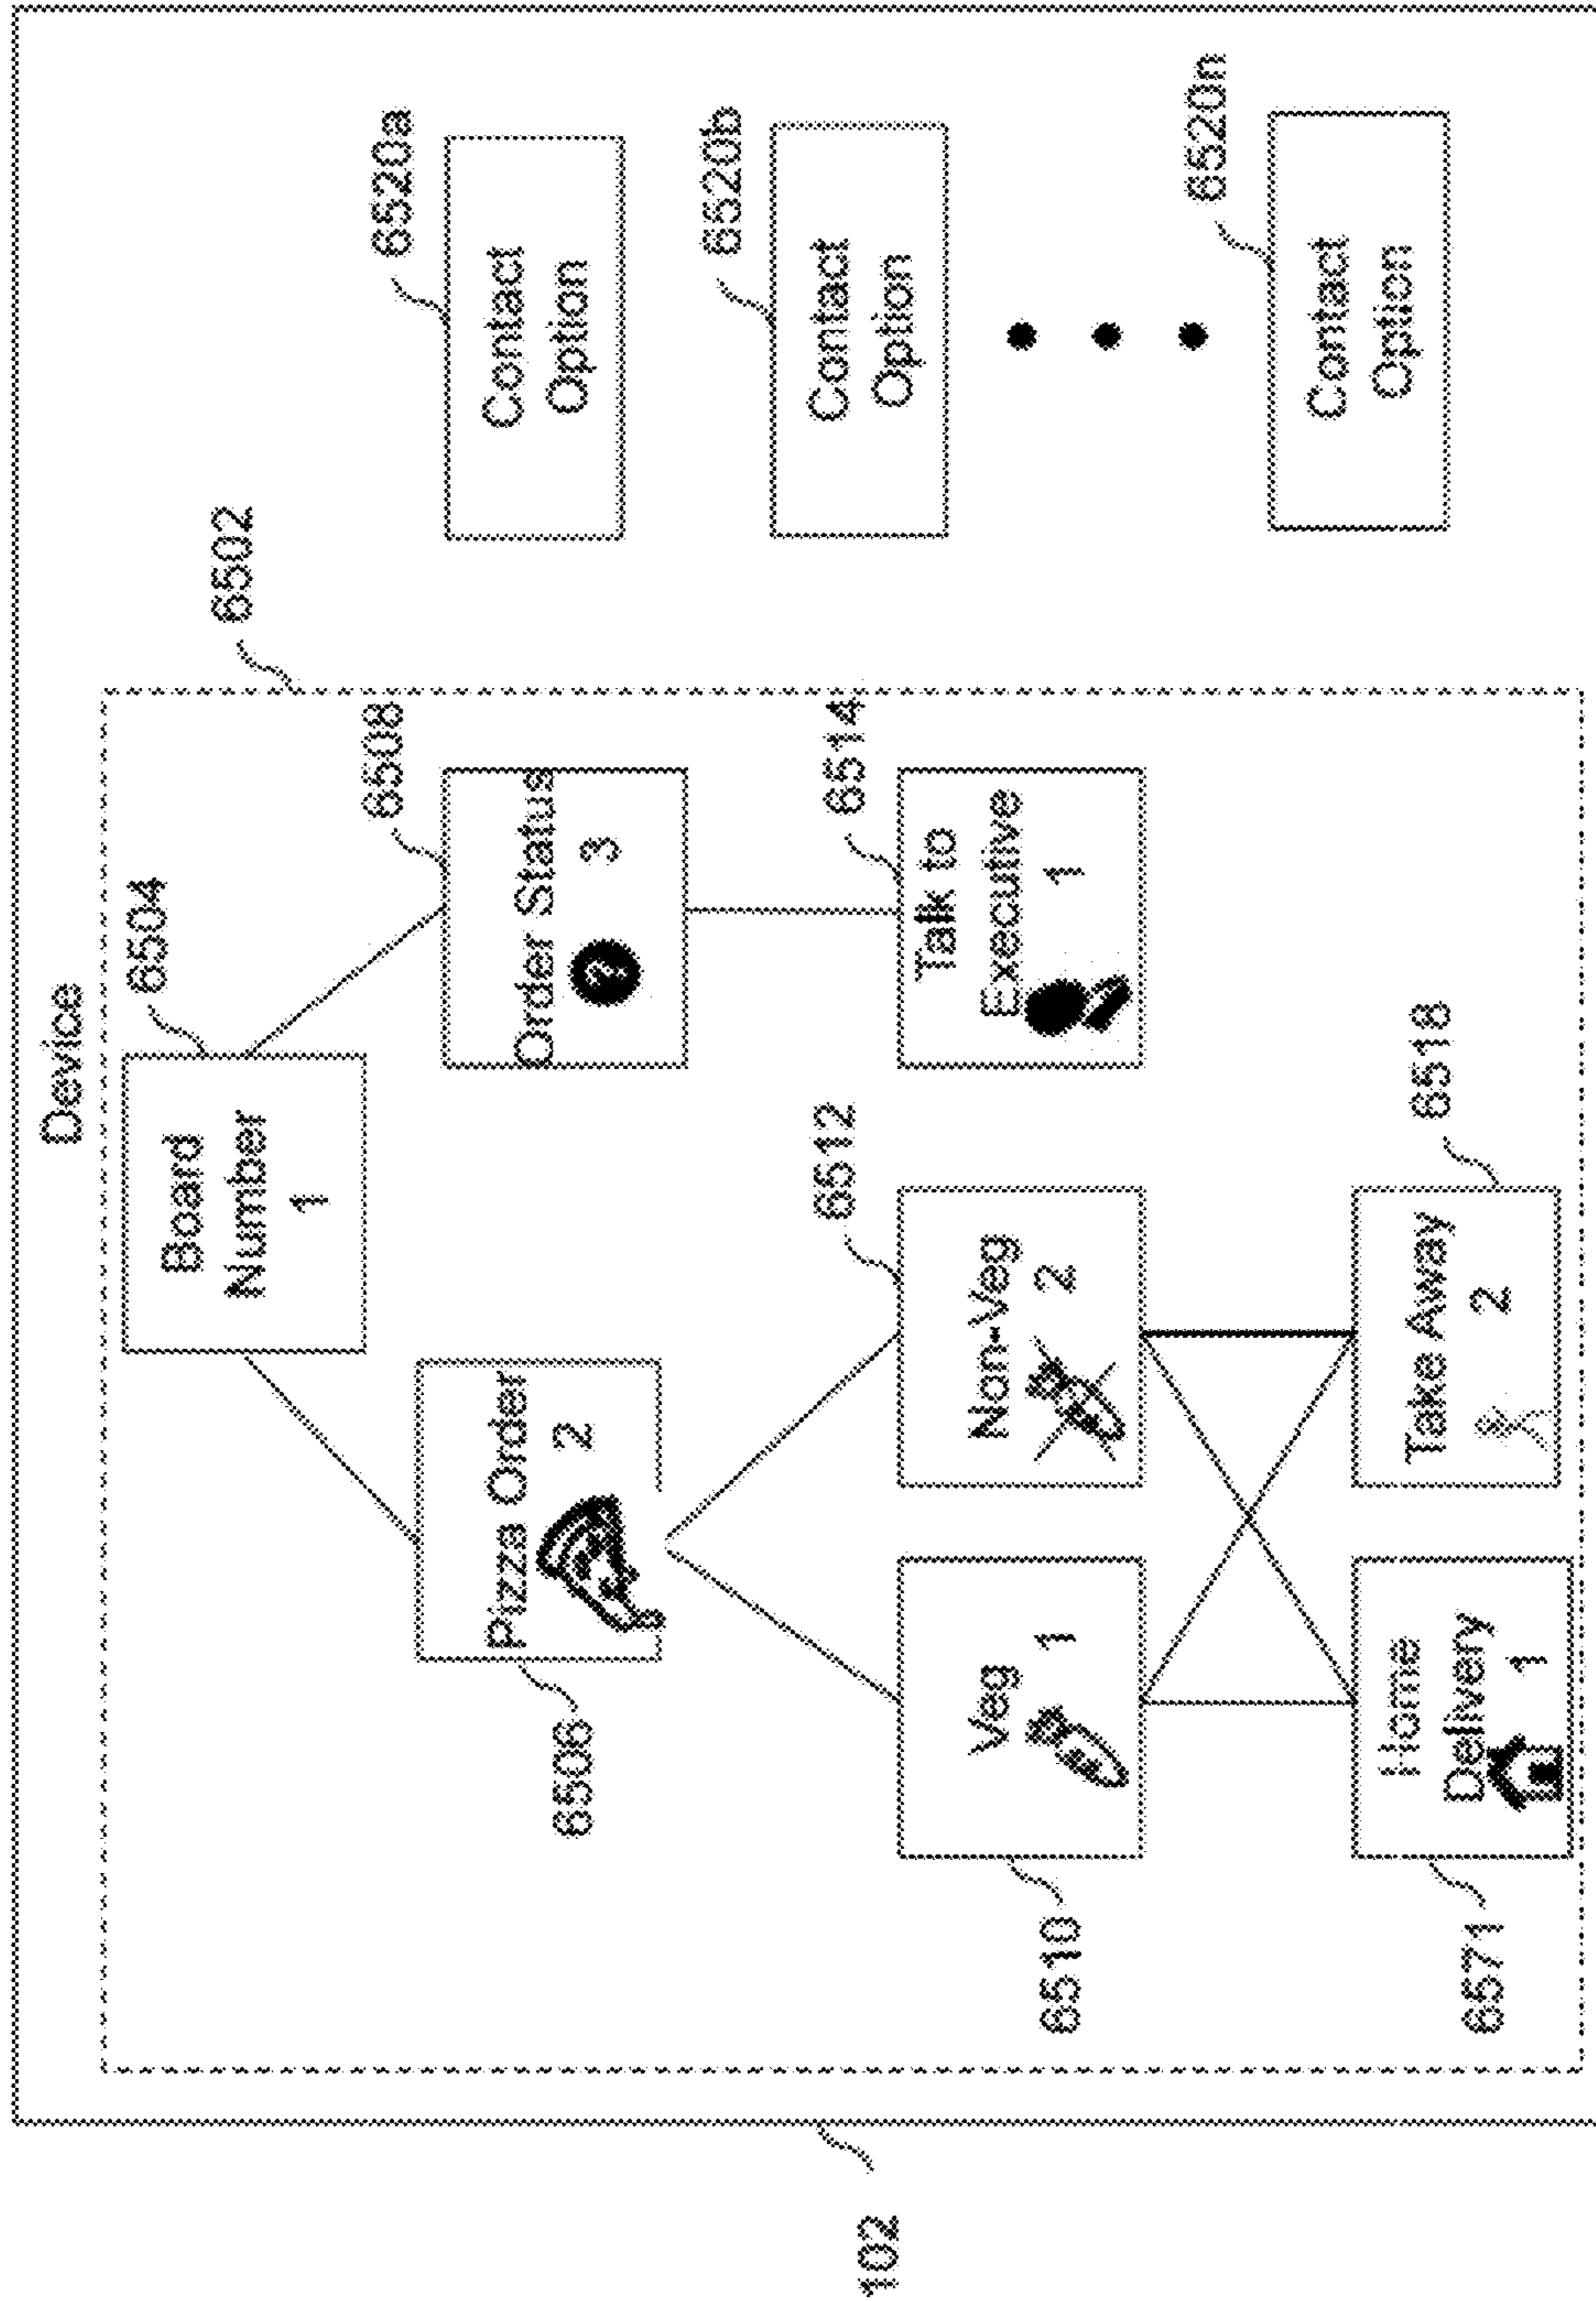 Device
6502
6504
Board
Number
1
6506
Pizza Order
2
6508
Order Status
?
3
6510
Veg
1
6512
Non-Veg
2
6514
Talk to
Executive
1
6571
Home
Delivery
1
6518
Take Away
2
6520a
Contact
Option
6520b
Contact
Option
6520n
Contact
Option
102